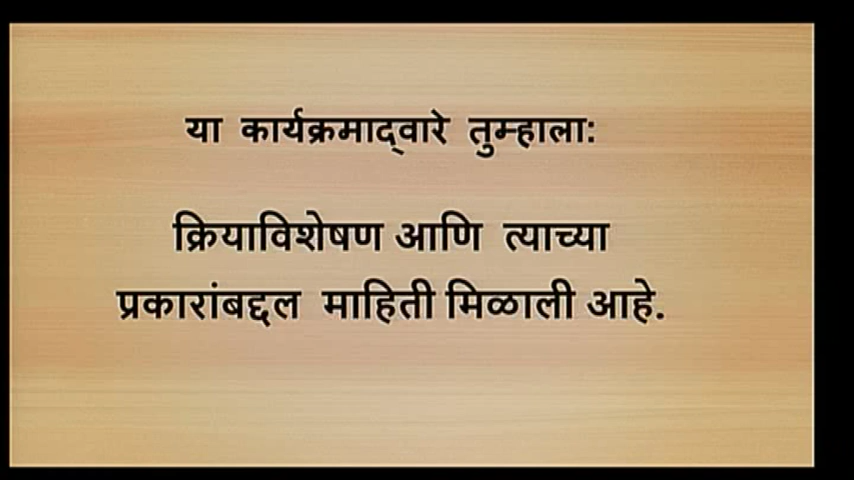 या कार्यक्रमाद्‌वारे तुम्हाला:
क्रियाविशेषण आणि त्याच्या
प्रकारांबद्दल माहिती मिळाली आहे.